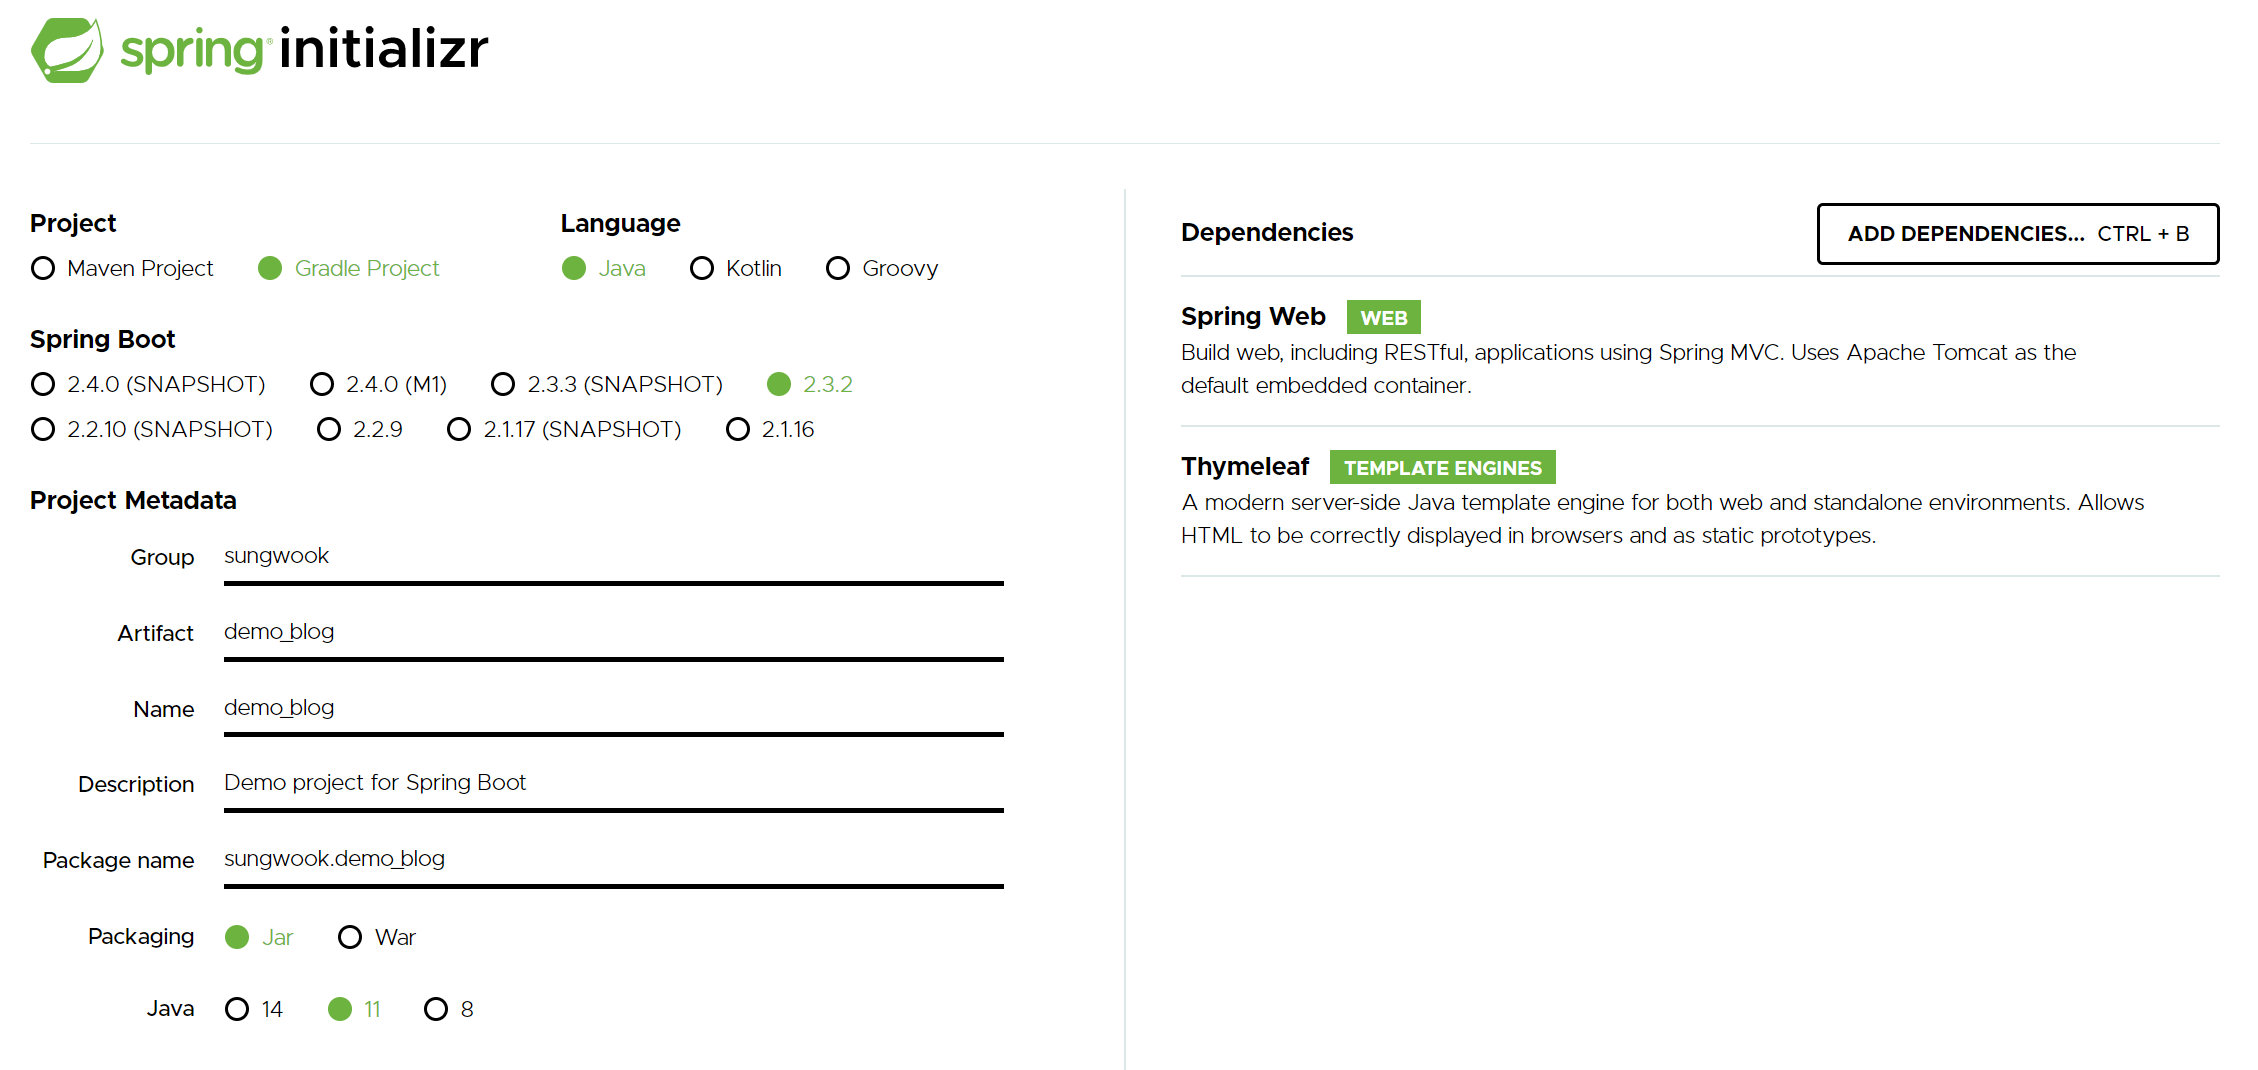 spring initializr
Project
Maven Project Gradle Project
Language
Java Kotlin Groovy
Spring Boot
2.4.0 (SNAPSHOT) 2.4.0 (M1) 2.3.3 (SNAPSHOT) 2.3.2
2.2.10 (SNAPSHOT) 2.2.9 2.1.17 (SNAPSHOT) 2.1.16
Project Metadata
Group sungwook
Artifact demo_blog
Name demo_blog
Description Demo project for Spring Boot
Package name sungwook.demo_blog
Packaging Jar War
Java 14 11 8
Dependencies ADD DEPENDENCIES... CTRL + B
Spring Web WEB
Build web, including RESTful, applications using Spring MVC. Uses Apache Tomcat as the
default embedded container.
Thymeleaf TEMPLATE ENGINES
A modern server-side Java template engine for both web and standalone environments. Allows
HTML to be correctly displayed in browsers and as static prototypes.